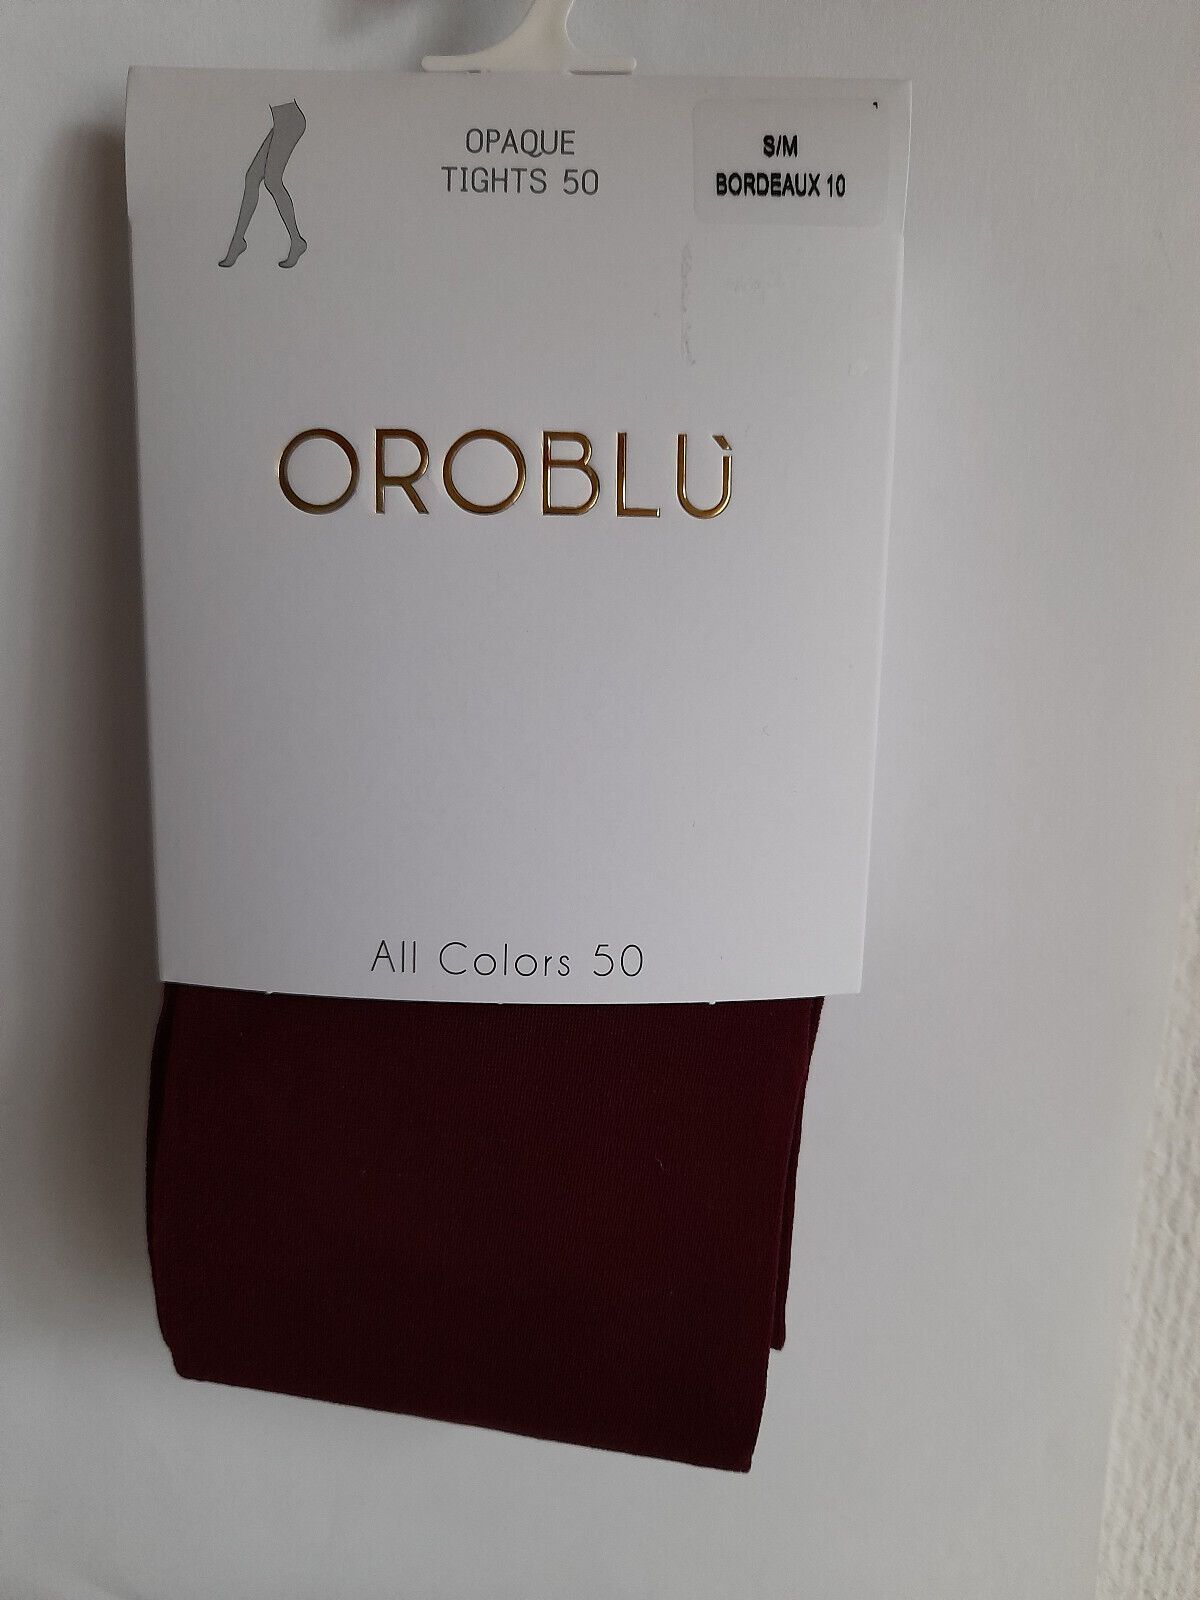 OPAQUE
TIGHTS 50
S/M
BORDEAUX 10
OROBLÙ
All Colors 50